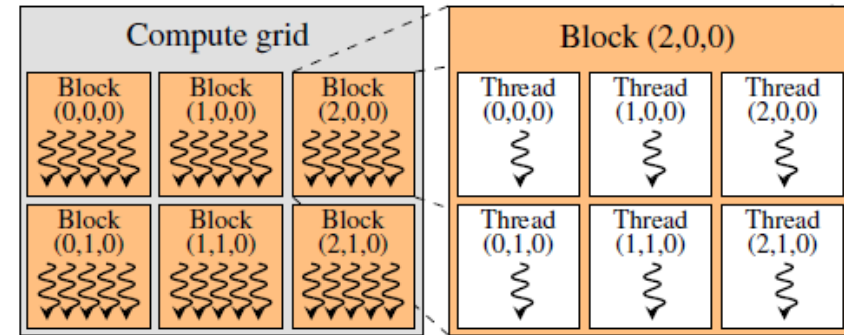 Compute grid
Block
(0,0,0)
Block
(1,0,0)
Block
(2,0,0)
Block
(0,1,0)
Block
(1,1,0)
Block
(2,1,0)
Block (2,0,0)
Thread
(0,0,0)
Thread
(1,0,0)
Thread
(2,0,0)
Thread
(0,1,0)
Thread
(1,1,0)
Thread
(2,1,0)